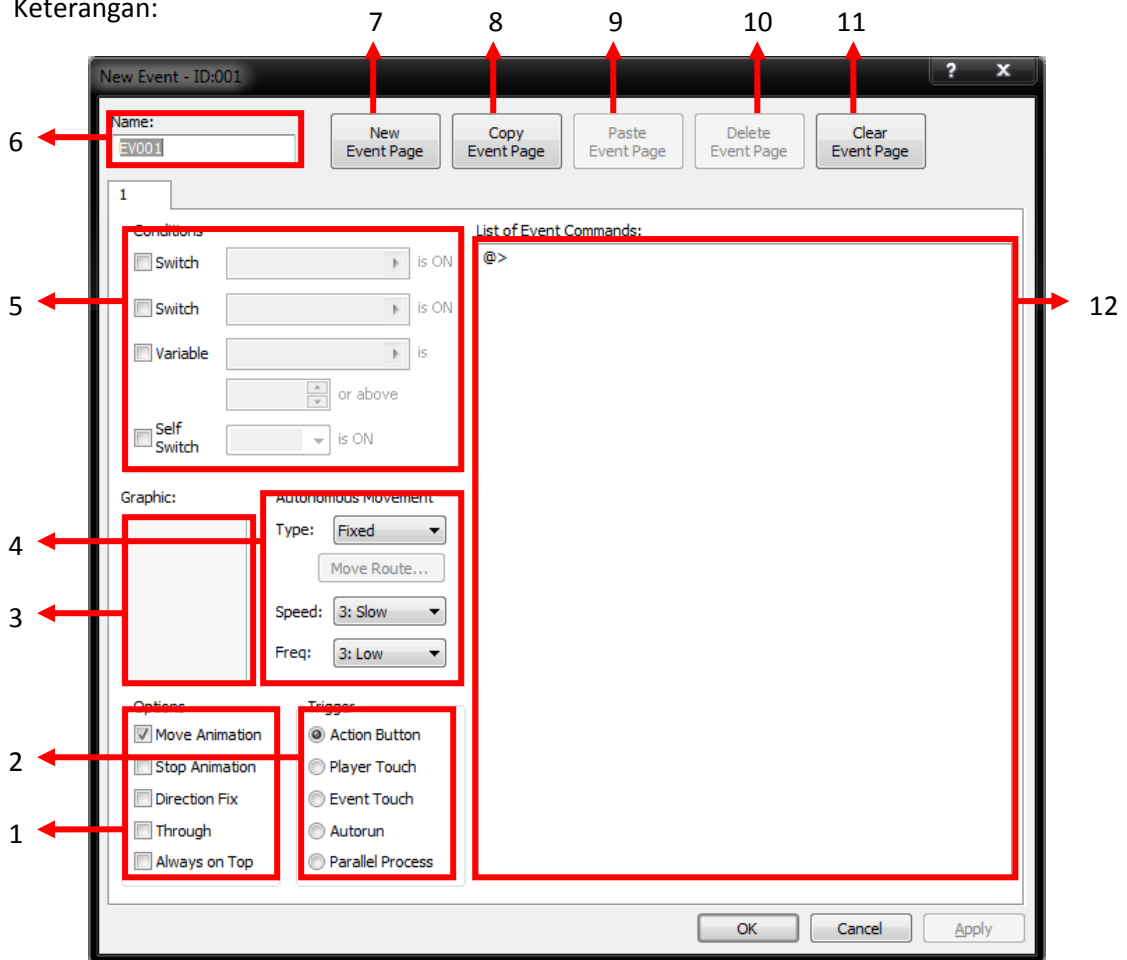 Keterangan:
7 8 9 10 11
New Event - ID:001 ? X
6
Name:
EV001
New
Event Page
Copy
Event Page
Paste
Event Page
Delete
Event Page
Clear
Event Page
1
Conditions
Switch is ON
5
Switch is ON
Variable is
or above
Self
Switch is ON
List of Event Commands:
@>
12
Graphic:
4
3
Autonomous Movement
Type: Fixed
Move Route...
Speed: 3: Slow
Freq: 3: Low
Options
Move Animation
2
Stop Animation
Direction Fix
1
Through
Always on Top
Trigger
Action Button
Player Touch
Event Touch
Autorun
Parallel Process
OK Cancel Apply